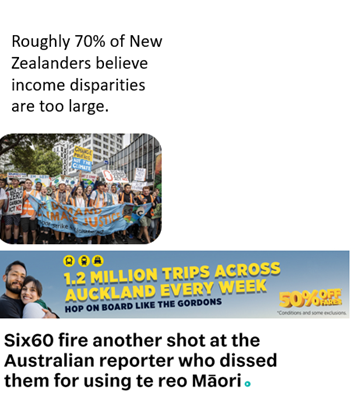 Roughly 70% of New
Zealanders believe
income disparities
are too large.
CLIMATE JUSTICE
1.2 MILLION TRIPS ACROSS
AUCKLAND EVERY WEEK
HOP ON BOARD LIKE THE GORDONS
50% OFF FARES
*Conditions and some exclusions.
Six60 fire another shot at the
Australian reporter who dissed
them for using te reo Māori